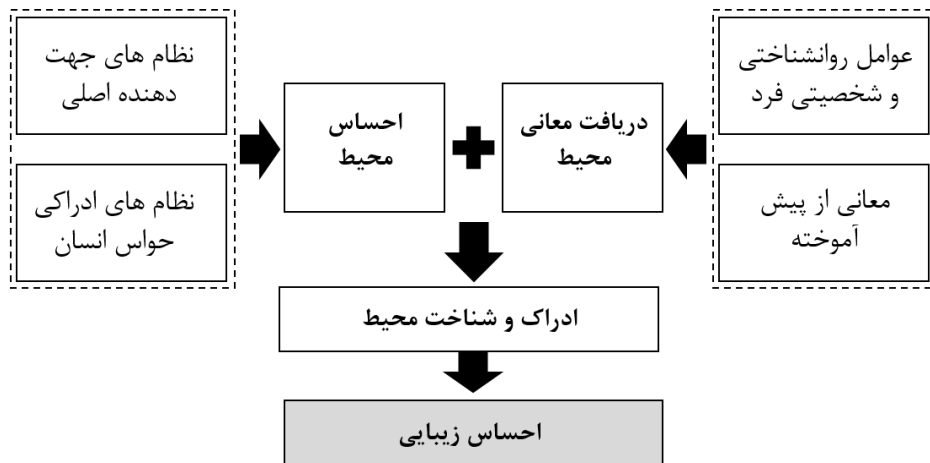 عوامل روانشناختی
و شخصیتی فرد
معانی از پیش
آموخته
دریافت معانی
محیط
احساس
محیط
نظام های جهت
دهنده اصلی
نظام های ادراکی
حواس انسان
ادراک و شناخت محیط
احساس زیبایی